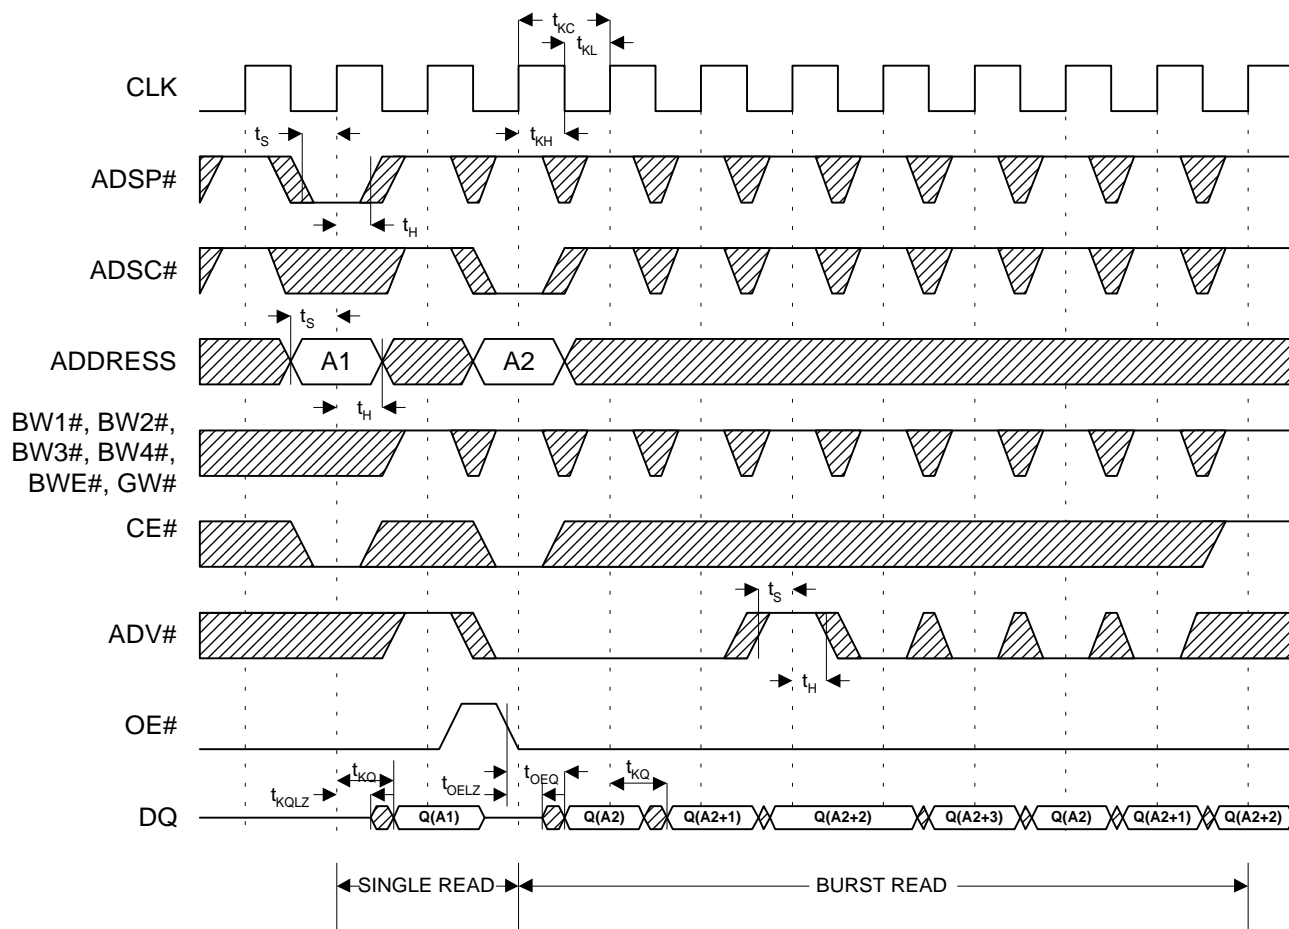 tKC
tKL
CLK
tS
tKH
ADSP#
tH
ADSC#
tS
ADDRESS
A1
A2
tH
BW1#, BW2#,
BW3#, BW4#,
BWE#, GW#
CE#
tS
ADV#
tH
OE#
tKQ
tOEQ
tKQ
tKQLZ
tOELZ
DQ
Q(A1)
Q(A2)
Q(A2+1)
Q(A2+2)
Q(A2+3)
Q(A2)
Q(A2+1)
Q(A2+2)
SINGLE READ
BURST READ